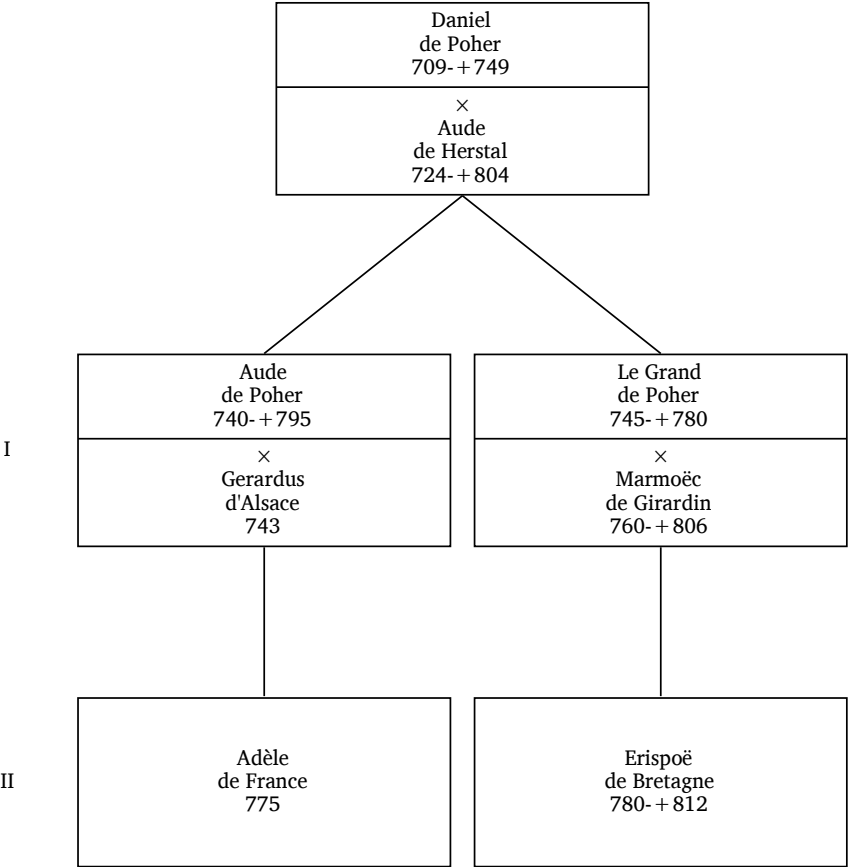 Daniel
de Poher
709-+749
×
Aude
de Herstal
724-+804
I
Aude
de Poher
740-+795
×
Gerardus
d'Alsace
743
Le Grand
de Poher
745-+780
×
Marmoëc
de Girardin
760-+806
II
Adèle
de France
775
Erispoë
de Bretagne
780-+812